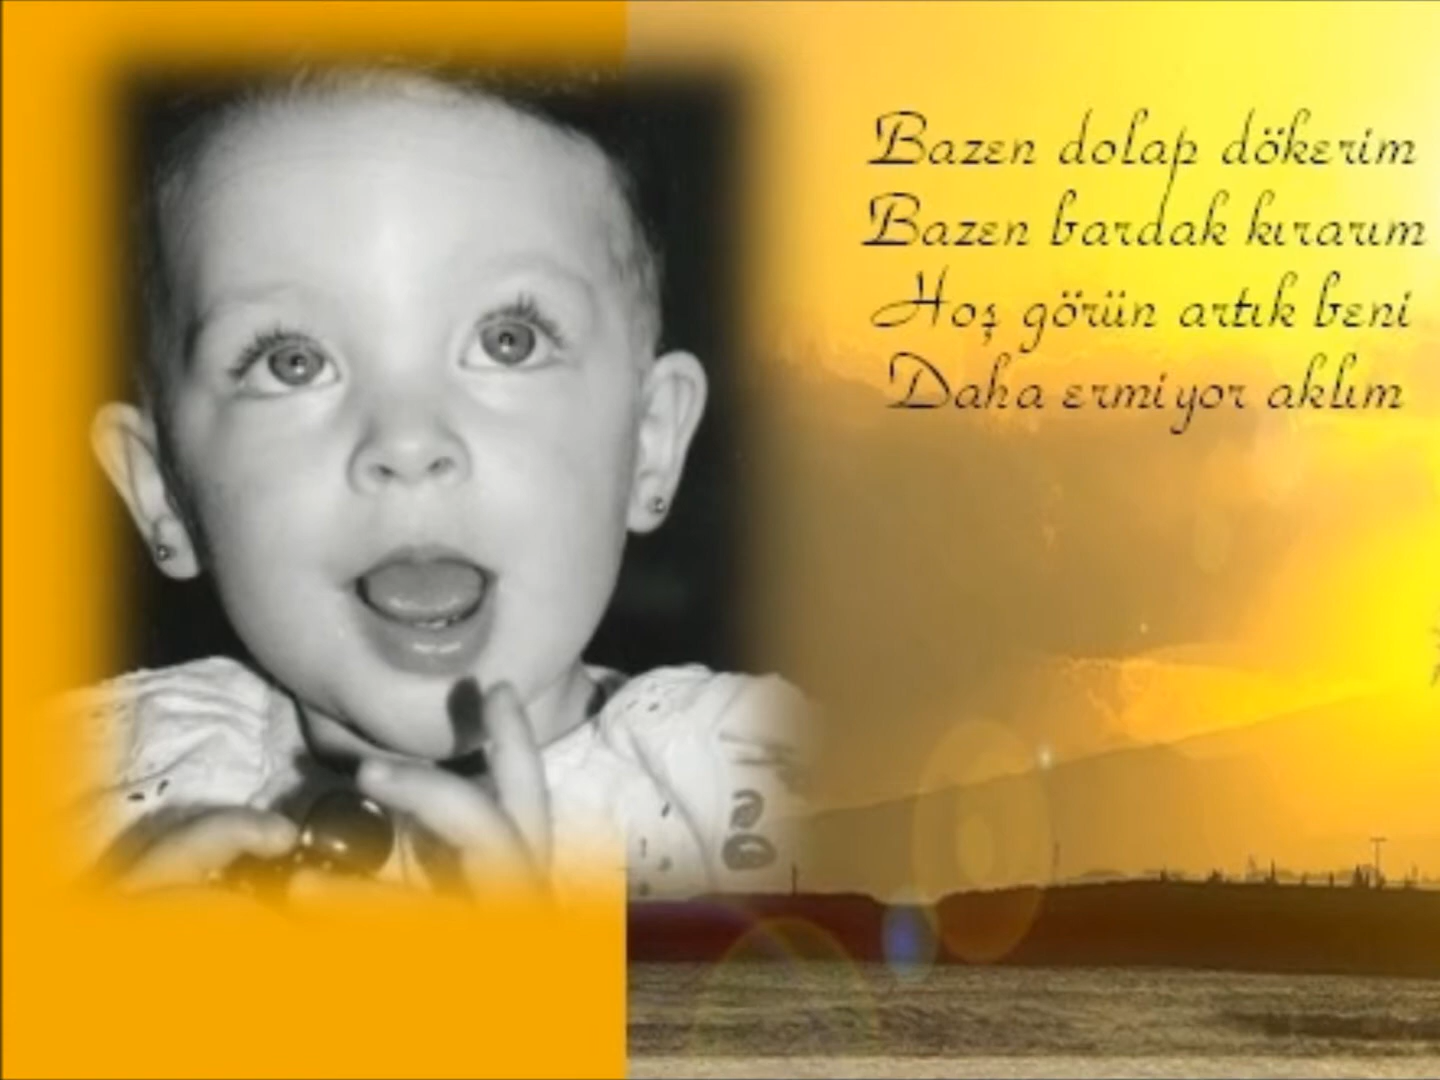 Bazen dolap dökerim
Bazen bardak kırarım
Hoş görün artık beni
Daha ermiyor aklım